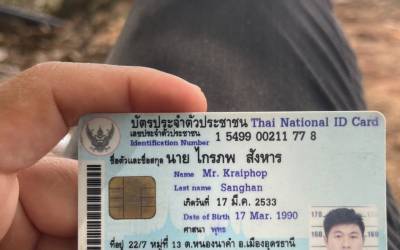 บัตรประจำตัวประชาชน Thai National ID Card
เลขประจำตัวประชาชน 1 5499 00211 77 8
Identification Number
ชื่อตัวและชื่อสกุล นาย ไกรภพ สังหาร
Name Mr. Kraiphop
Last name Sanghan
เกิดวันที่ 17 มี.ค. 2533
Date of Birth 17 Mar. 1990
ศาสนา พุทธ
ที่อยู่ 22/7 หมู่ที่ 13 ต.หนองนาคำ อ.เมืองอุดรธานี